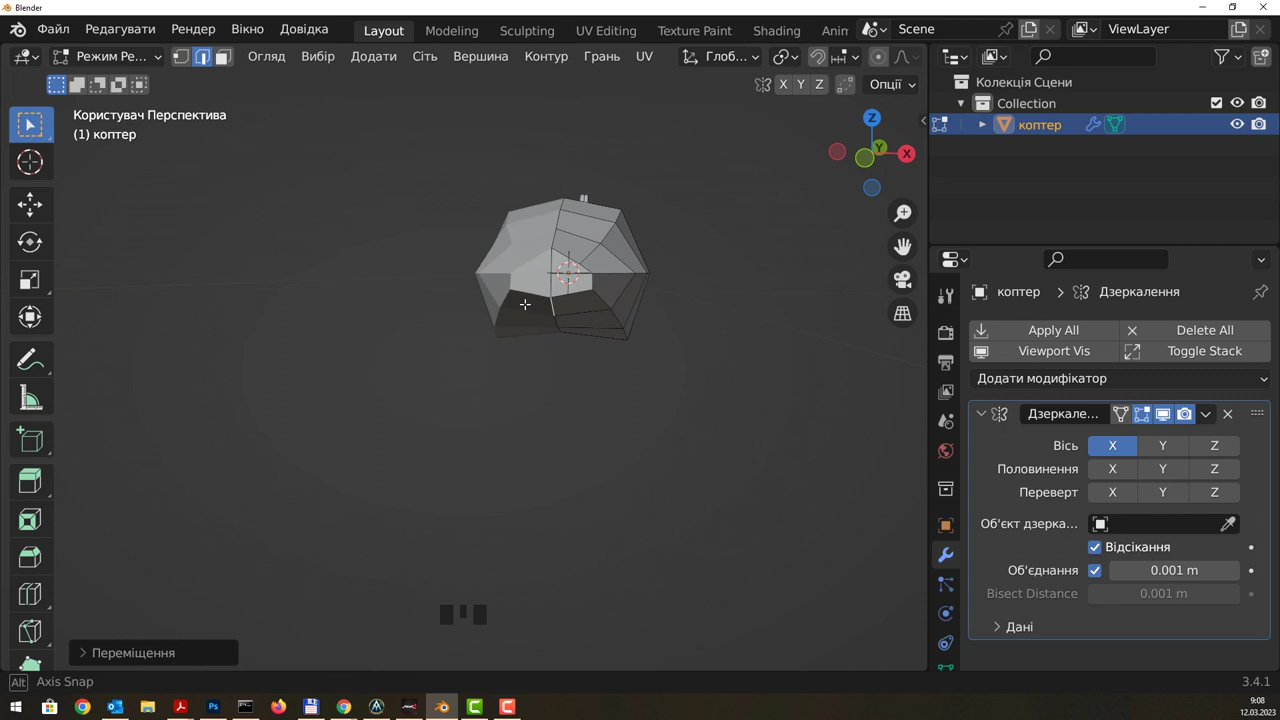 Blender
Файл Редагувати Рендер Вікно Довідка Layout Modeling Sculpting UV Editing Texture Paint Shading Anin Scene ViewLayer
Режим Ре... Огляд Вибір Додати Сіть Вершина Контур Грань UV Глоб...
X Y Z Опції
Користувач Перспектива
(1) коптер
Z
Y
X
Колекція Сцени
Collection
коптер
коптер > Дзеркалення
Apply All Delete All
Viewport Vis Toggle Stack
Додати модифікатор
Дзеркале...
Вісь X Y Z
Половинення X Y Z
Переверт X Y Z
Об'єкт дзерка...
Відсікання
Об'єднання 0.001 m
Bisect Distance 0.001 m
Дані
Переміщення
Alt Axis Snap 3.4.1
9:08
12.03.2023